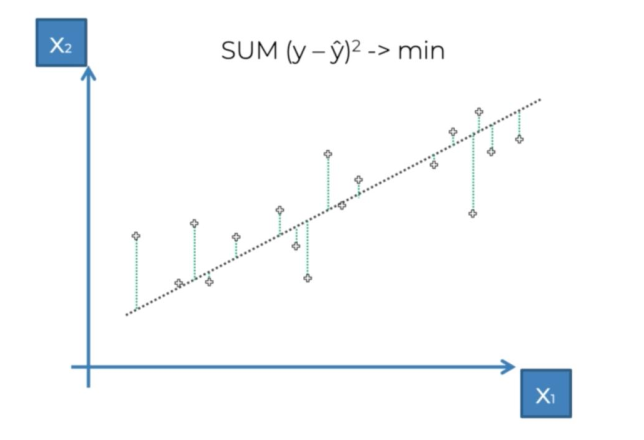 X₂
SUM (y – ŷ)² -> min
X₁